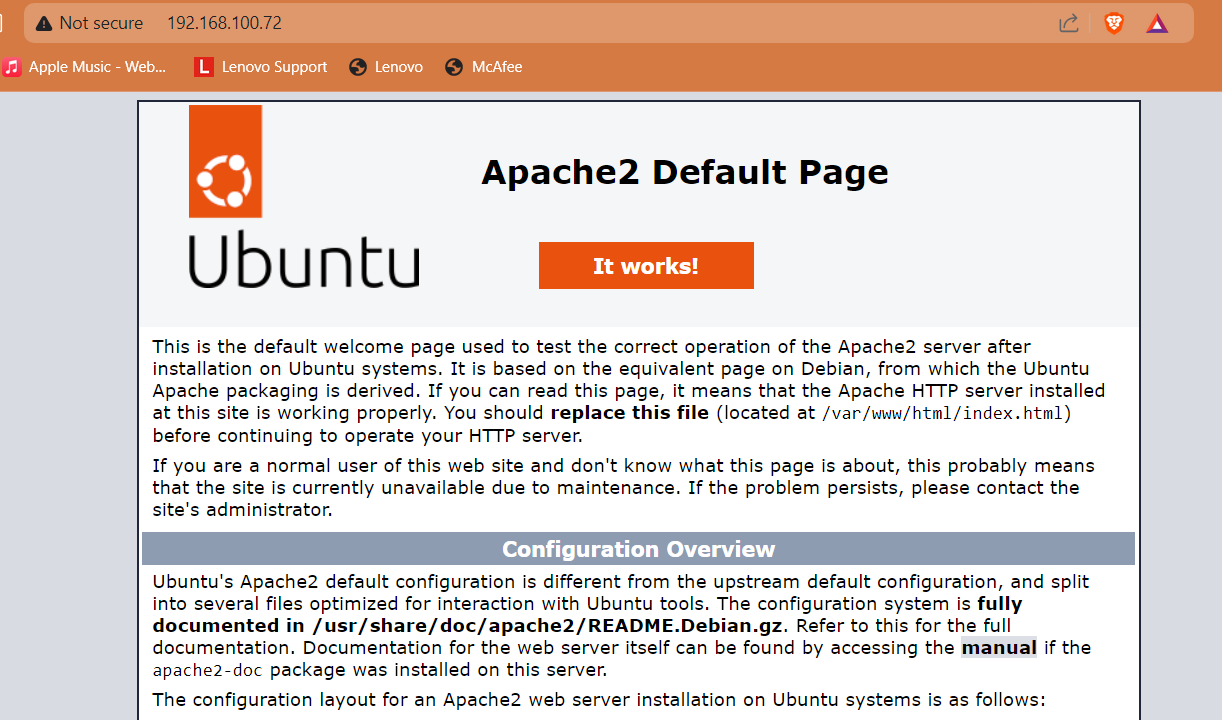 Not secure 192.168.100.72
Apple Music - Web... L Lenovo Support Lenovo McAfee
Ubuntu
Apache2 Default Page
It works!
This is the default welcome page used to test the correct operation of the Apache2 server after
installation on Ubuntu systems. It is based on the equivalent page on Debian, from which the Ubuntu
Apache packaging is derived. If you can read this page, it means that the Apache HTTP server installed
at this site is working properly. You should replace this file (located at /var/www/html/index.html)
before continuing to operate your HTTP server.
If you are a normal user of this web site and don't know what this page is about, this probably means
that the site is currently unavailable due to maintenance. If the problem persists, please contact the
site's administrator.
Configuration Overview
Ubuntu's Apache2 default configuration is different from the upstream default configuration, and split
into several files optimized for interaction with Ubuntu tools. The configuration system is fully
documented in /usr/share/doc/apache2/README.Debian.gz. Refer to this for the full
documentation. Documentation for the web server itself can be found by accessing the manual if the
apache2-doc package was installed on this server.
The configuration layout for an Apache2 web server installation on Ubuntu systems is as follows: